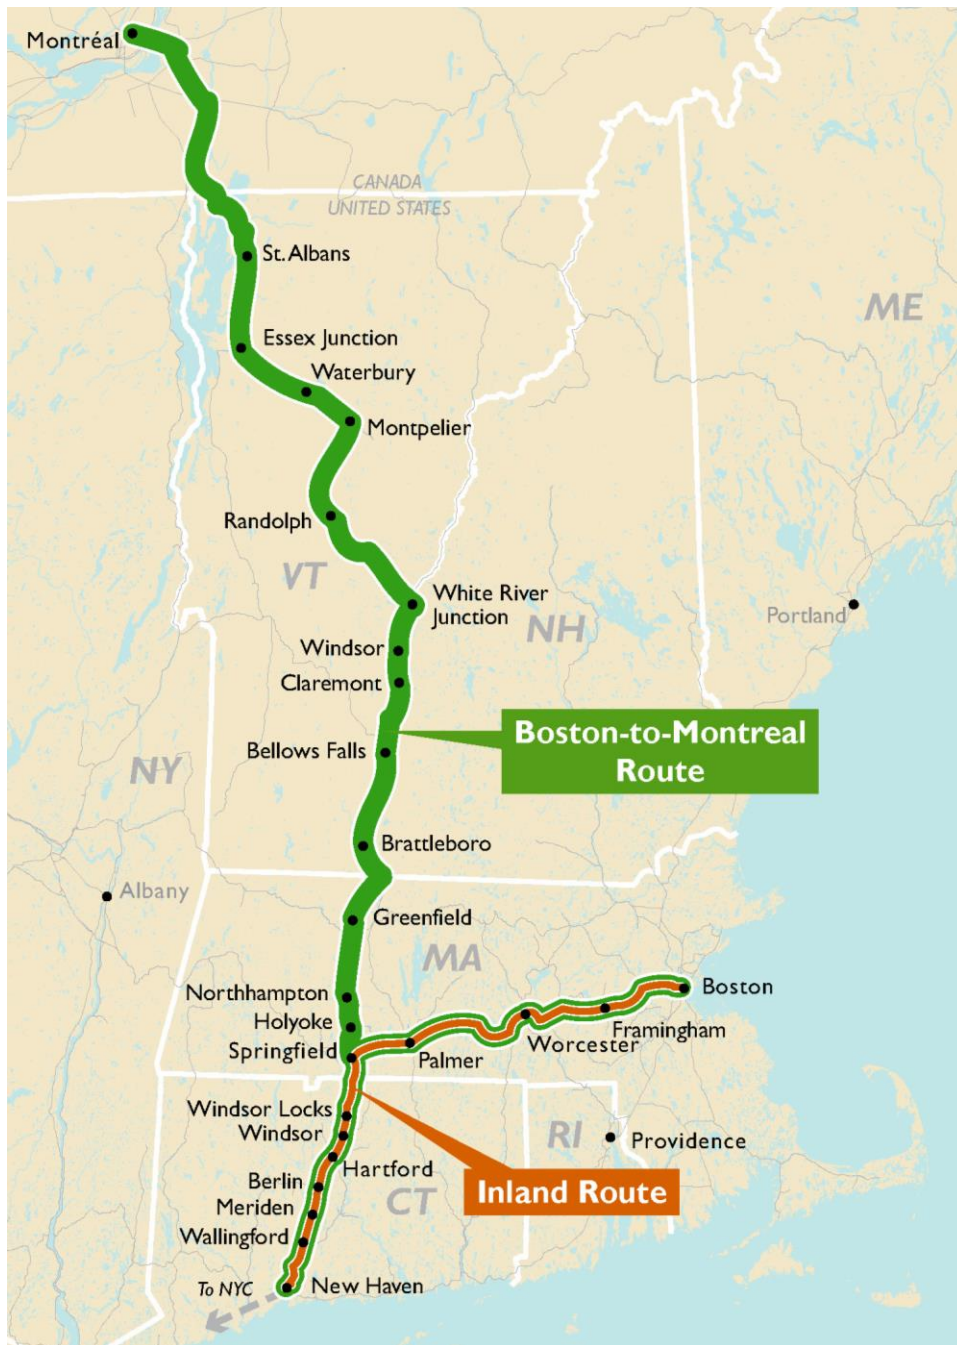 Montréal
CANADA
UNITED STATES
St. Albans
ME
Essex Junction
Waterbury
Montpelier
Randolph
VT
White River
Junction
Portland
NH
Windsor
Claremont
Boston-to-Montreal
Route
Bellows Falls
NY
Brattleboro
Albany
Greenfield
MA
Northhampton
Boston
Holyoke
Framingham
Springfield
Worcester
Palmer
Windsor Locks
Windsor
RI
Providence
Hartford
Berlin
Inland Route
Meriden
CT
Wallingford
To NYC
New Haven